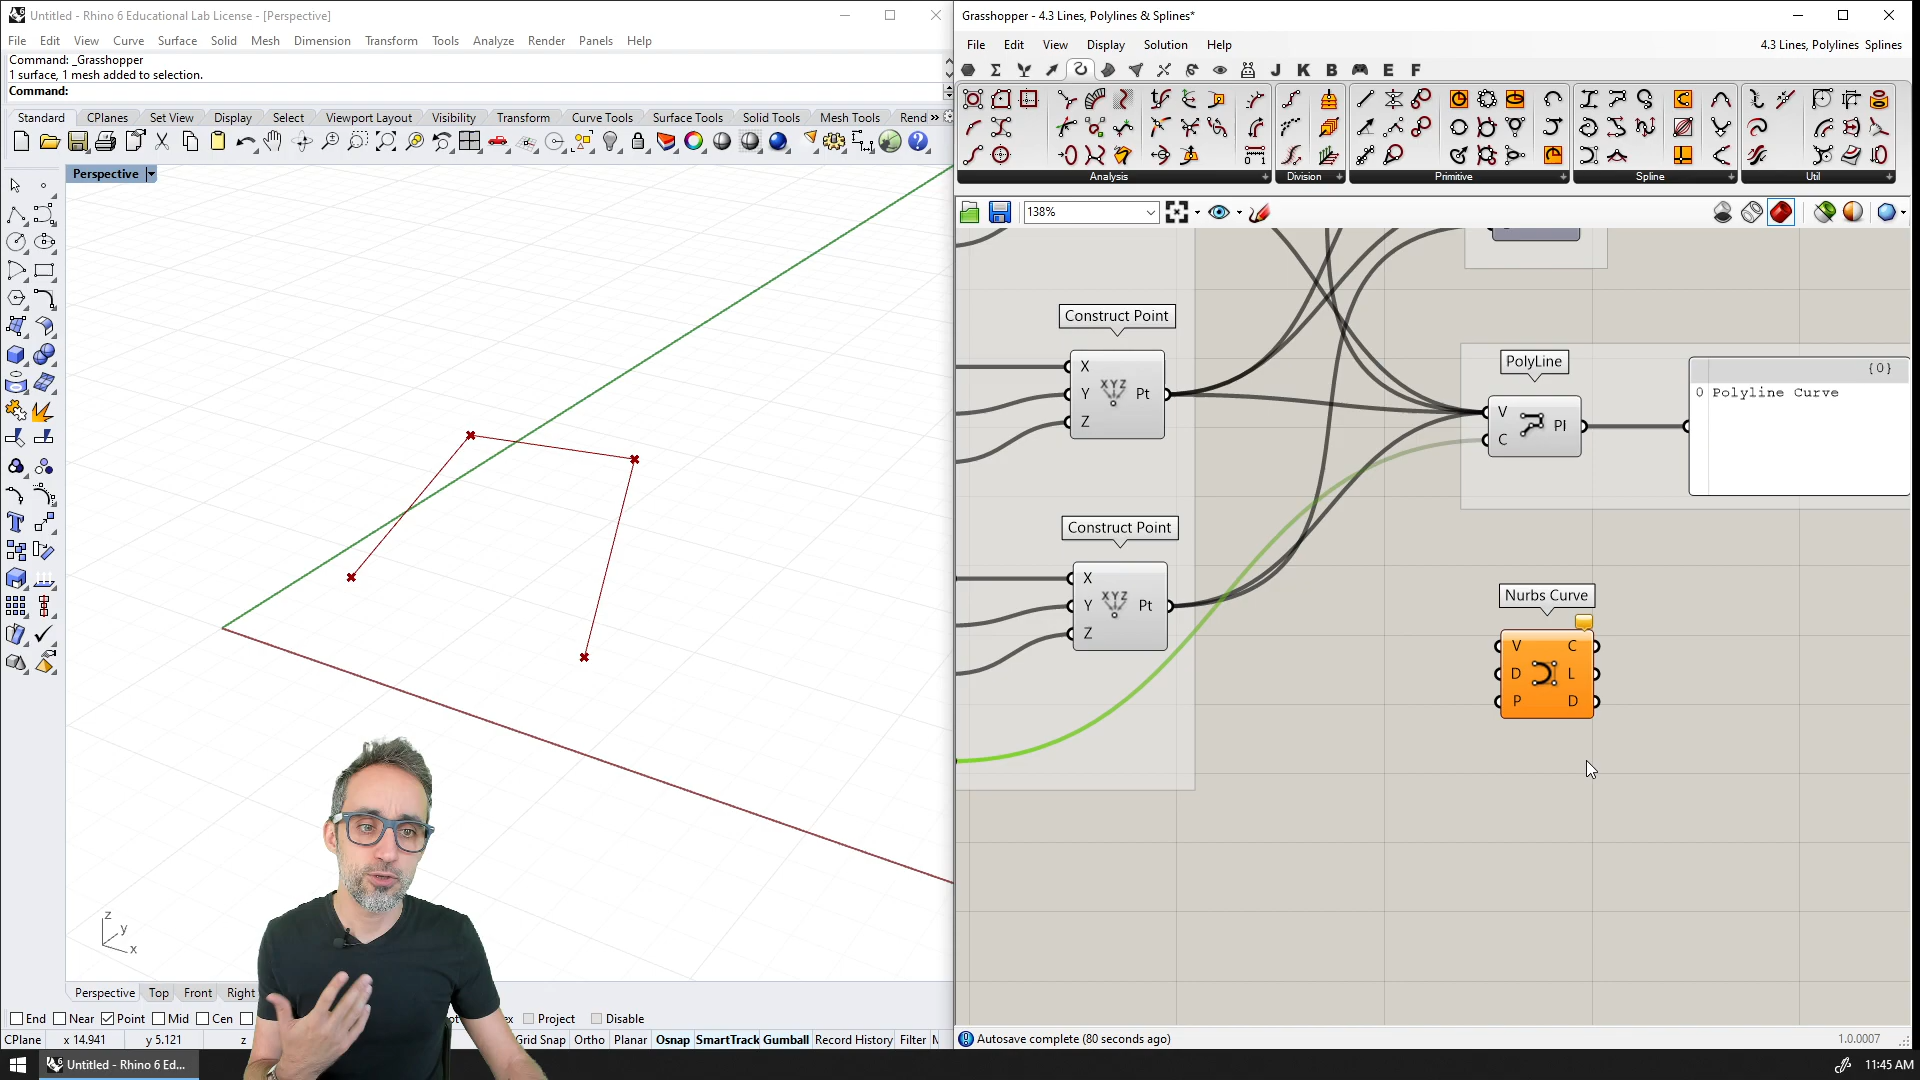 Untitled - Rhino 6 Educational Lab License - [Perspective]
File Edit View Curve Surface Solid Mesh Dimension Transform Tools Analyze Render Panels Help
Command: _Grasshopper
1 surface, 1 mesh added to selection.
Command:
Standard CPlanes Set View Display Select Viewport Layout Visibility Transform Curve Tools Surface Tools Solid Tools Mesh Tools Rend »
Perspective
z
y
x
Perspective Top Front Right
End Near Point Mid Cen Project Disable
CPlane x 14.941 y 5.121 z Grid Snap Ortho Planar Osnap SmartTrack Gumball Record History Filter
Untitled - Rhino 6 Ed...
Grasshopper - 4.3 Lines, Polylines & Splines*
File Edit View Display Solution Help
4.3 Lines, Polylines Splines
J K B E F
Analysis Division Primitive Spline Util
138%
Construct Point
X
Y
Z
XYZ
Pt
PolyLine
V
C
Pl
{0}
0 Polyline Curve
Construct Point
X
Y
Z
XYZ
Pt
Nurbs Curve
V C
D L
P D
Autosave complete (80 seconds ago)
1.0.0007
11:45 AM